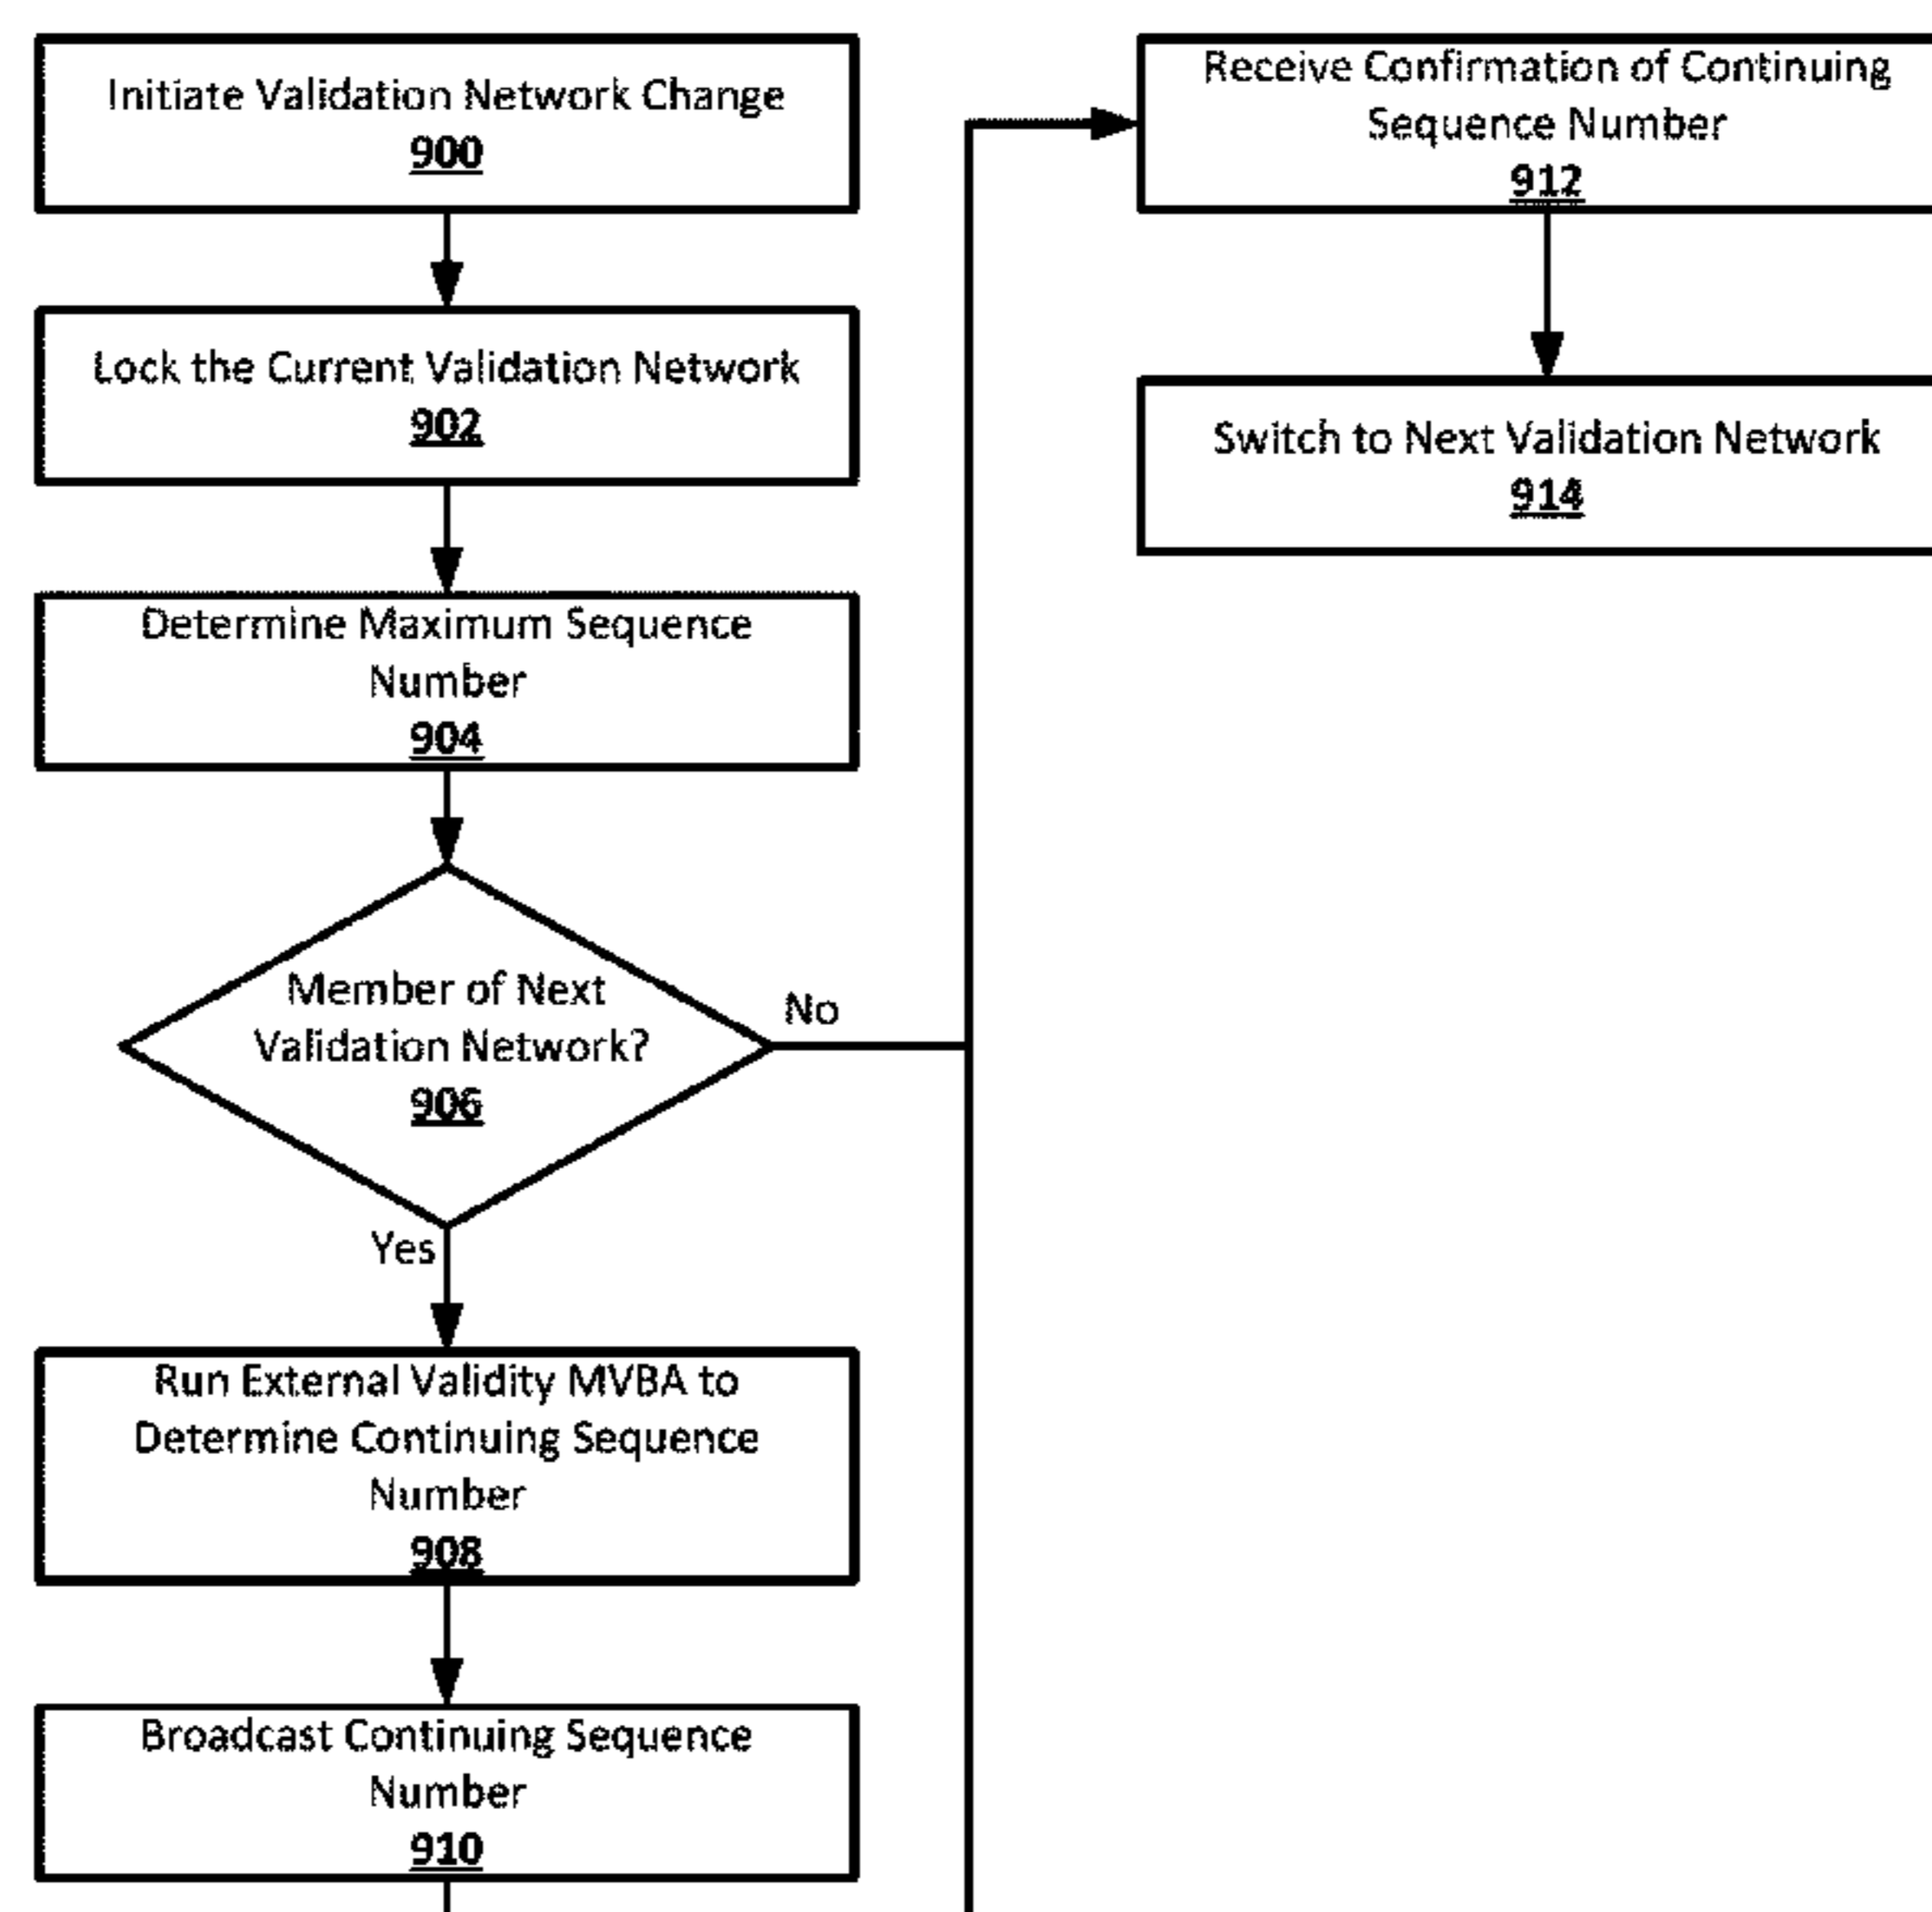 Initiate Validation Network Change
900
Lock the Current Validation Network
902
Determine Maximum Sequence
Number
904
Member of Next
Validation Network?
906
No
Yes
Run External Validity MVBA to
Determine Continuing Sequence
Number
908
Broadcast Continuing Sequence
Number
910
Receive Confirmation of Continuing
Sequence Number
912
Switch to Next Validation Network
914